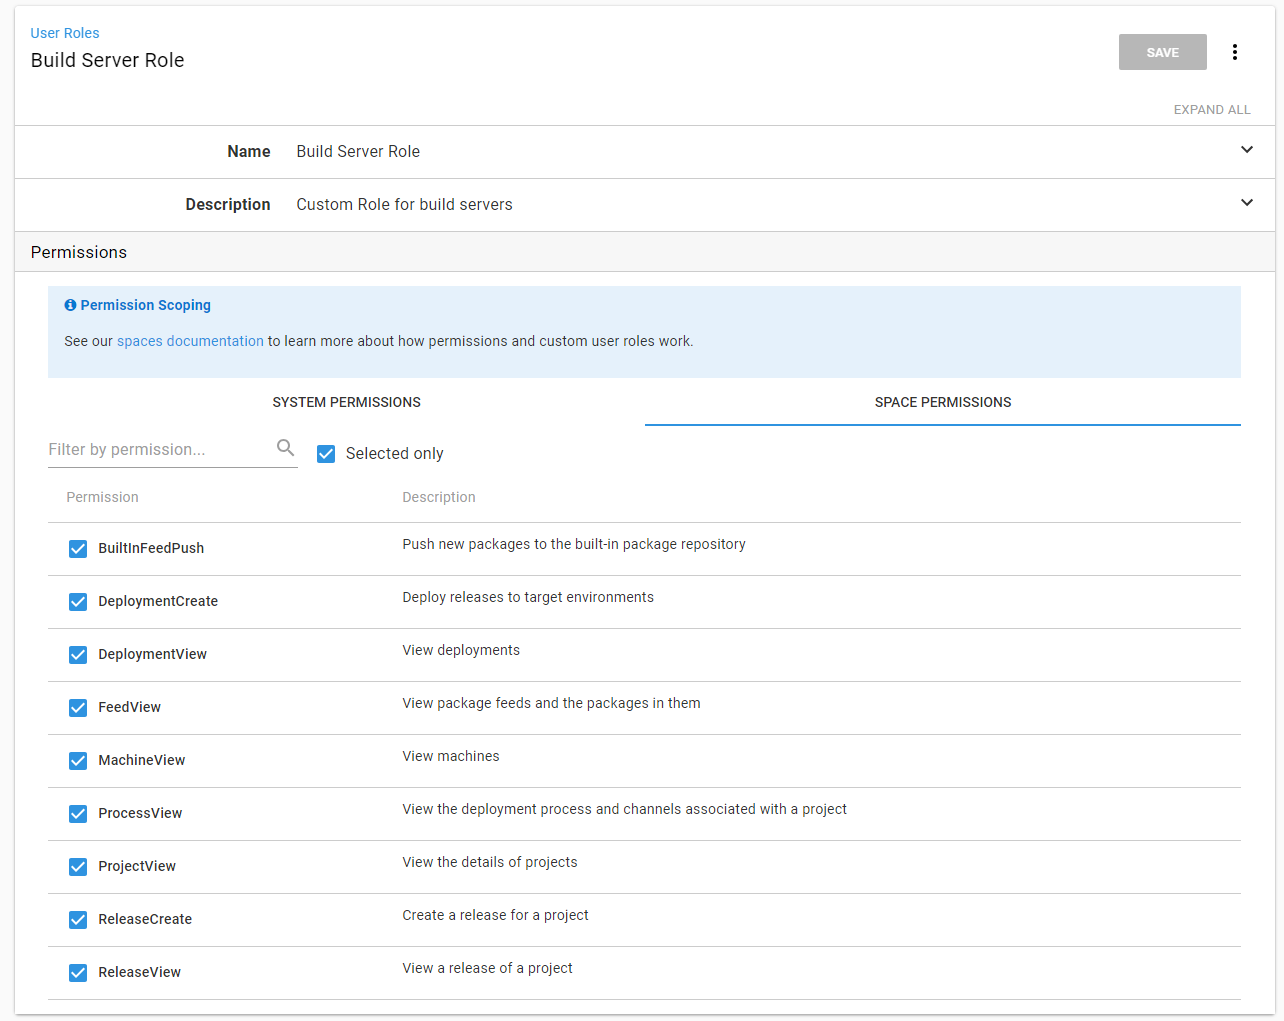 User Roles
Build Server Role
SAVE
EXPAND ALL
Name Build Server Role
Description Custom Role for build servers
Permissions
Permission Scoping
See our spaces documentation to learn more about how permissions and custom user roles work.
SYSTEM PERMISSIONS SPACE PERMISSIONS
Filter by permission... Selected only
Permission Description
BuiltInFeedPush Push new packages to the built-in package repository
DeploymentCreate Deploy releases to target environments
DeploymentView View deployments
FeedView View package feeds and the packages in them
MachineView View machines
ProcessView View the deployment process and channels associated with a project
ProjectView View the details of projects
ReleaseCreate Create a release for a project
ReleaseView View a release of a project